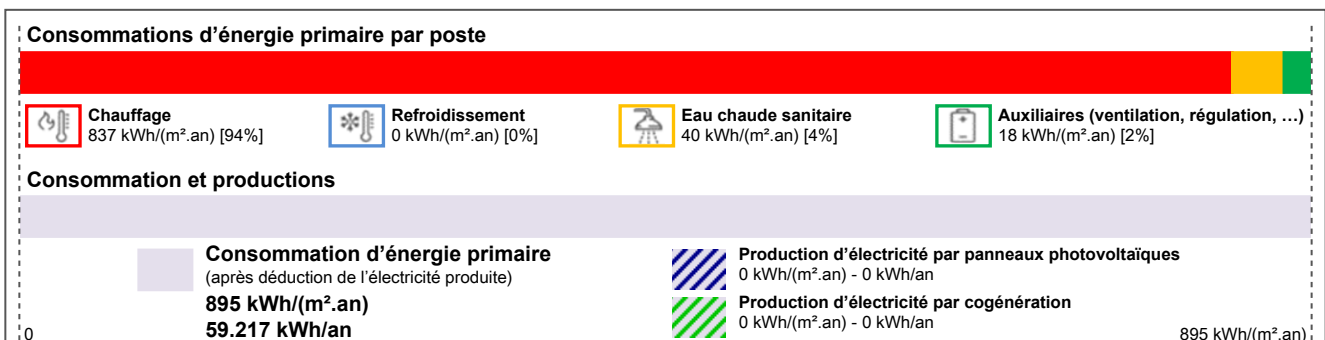 Consommations d'énergie primaire par poste
Chauffage
837 kWh/(m².an) [94%]
Refroidissement
0 kWh/(m².an) [0%]
Eau chaude sanitaire
40 kWh/(m².an) [4%]
Auxiliaires (ventilation, régulation, …)
18 kWh/(m².an) [2%]
Consommation et productions
Consommation d'énergie primaire
(après déduction de l'électricité produite)
895 kWh/(m².an)
59.217 kWh/an
Production d'électricité par panneaux photovoltaïques
0 kWh/(m².an) - 0 kWh/an
Production d'électricité par cogénération
0 kWh/(m².an) - 0 kWh/an
0
895 kWh/(m².an)